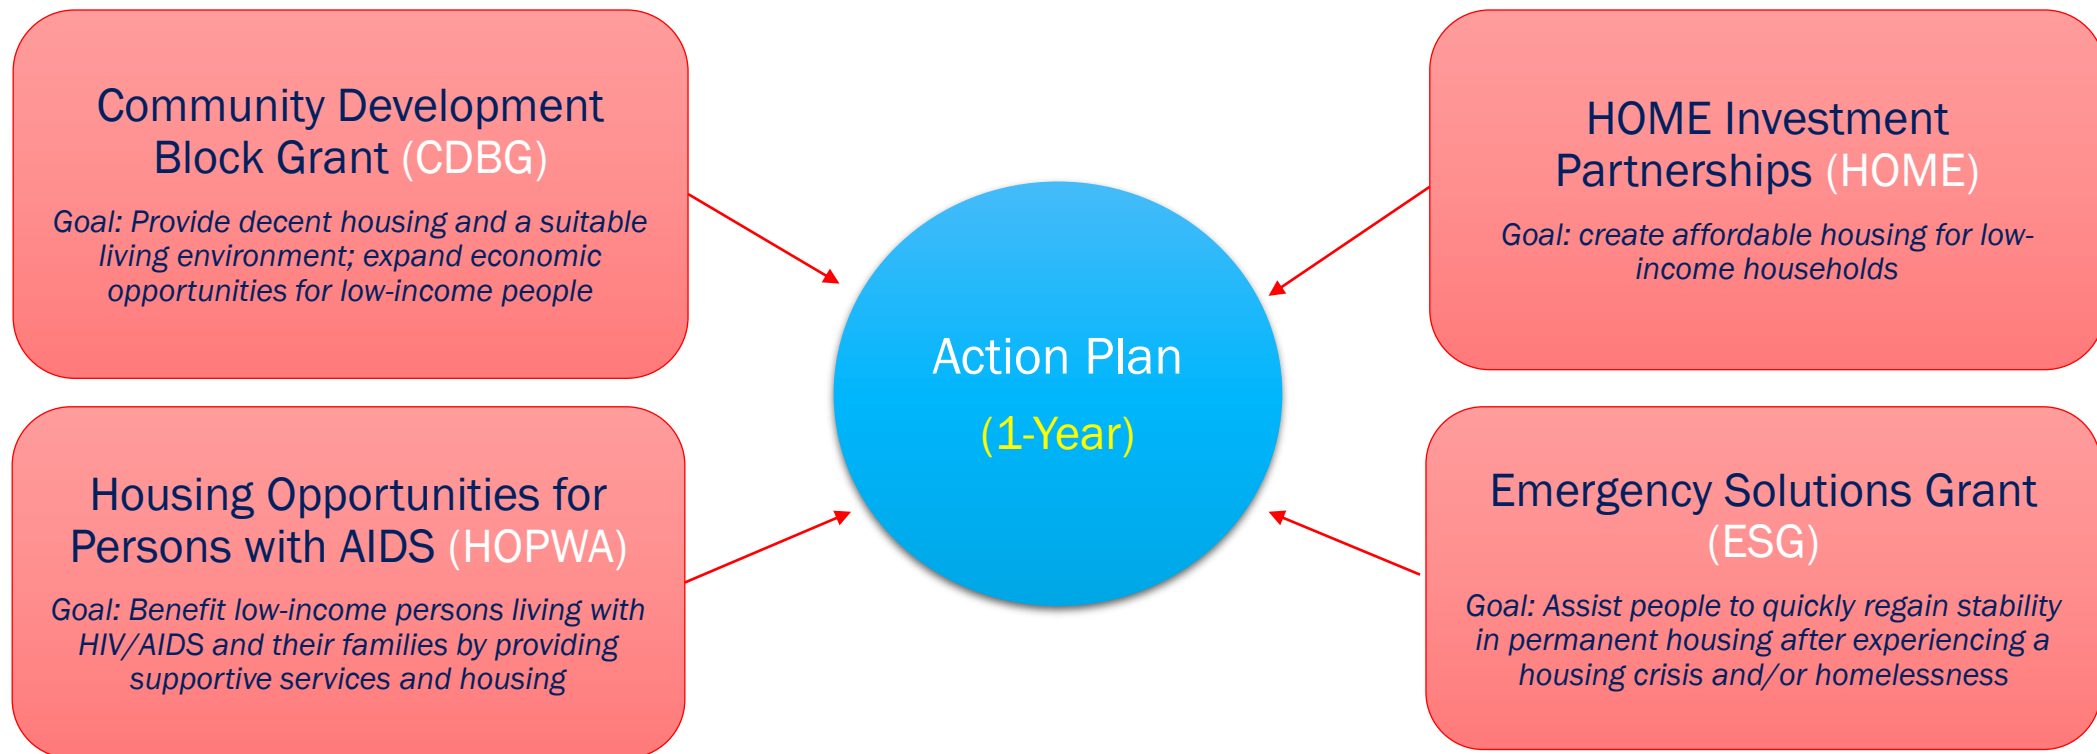 Community Development
Block Grant (CDBG)
Goal: Provide decent housing and a suitable
living environment; expand economic
opportunities for low-income people
HOME Investment
Partnerships (HOME)
Goal: create affordable housing for low-
income households
Action Plan
(1-Year)
Housing Opportunities for
Persons with AIDS (HOPWA)
Goal: Benefit low-income persons living with
HIV/AIDS and their families by providing
supportive services and housing
Emergency Solutions Grant
(ESG)
Goal: Assist people to quickly regain stability
in permanent housing after experiencing a
housing crisis and/or homelessness